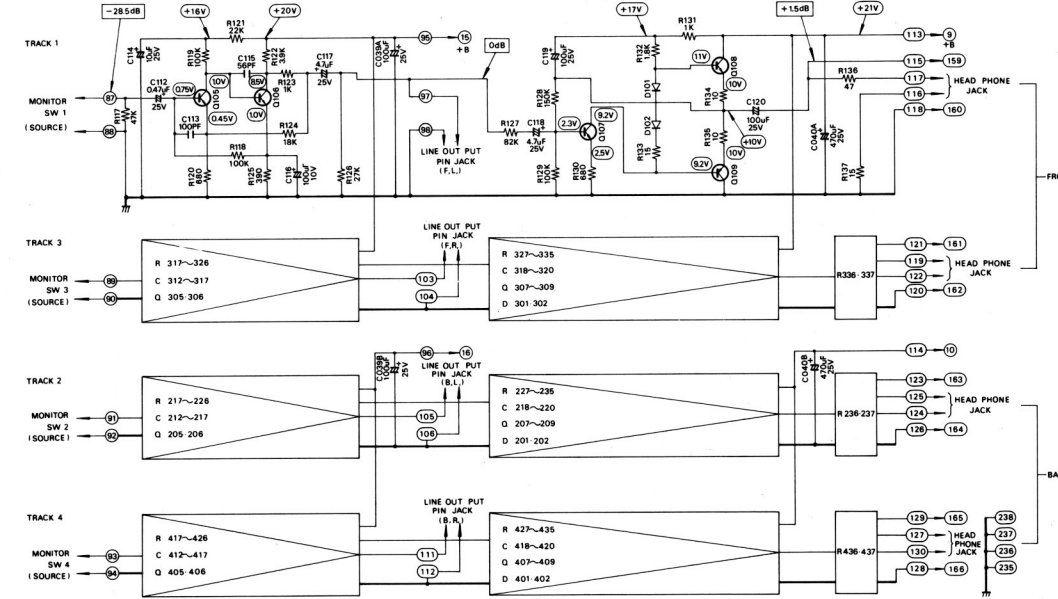 -28.5dB
+16V
+20V
+17V
+1.5dB
+21V
TRACK 1
C114
100uF
25V
R119
100K
R121
22K
R122
3.9K
C115
56PF
C117
4.7uF
25V
R123
1K
95
15
+B
C039A
100uF
25V
0dB
C119
100uF
25V
R132
18K
R131
1K
113
9
+B
115
159
117
116
118
160
HEAD PHONE
JACK
MONITOR
SW 1
(SOURCE)
87
88
R117
47K
C112
0.47uF
25V
0.75V
10V
Q105
0.45V
8.5V
Q106
1.0V
C113
100PF
R118
100K
R124
18K
R120
680
R125
390
C116
100uF
10V
R126
27K
97
98
LINE OUT PUT
PIN JACK
(F,L,)
R127
82K
C118
4.7uF
25V
R128
150K
R129
100K
2.3V
9.2V
Q107
2.5V
R130
680
D101
D102
R133
15
11V
Q108
10V
R134
10
R135
10
+10V
10V
9.2V
Q109
C120
100uF
25V
R136
47
C040A
470uF
25V
R137
15
FRO
TRACK 3
MONITOR
SW 3
(SOURCE)
89
90
R 317~326
C 312~317
Q 305·306
LINE OUT PUT
PIN JACK
(F,R,)
103
104
R 327~335
C 318~320
Q 307~309
D 301·302
R336·337
121
161
119
122
120
162
HEAD PHONE
JACK
C039B
100uF
25V
96
16
C040B
470uF
25V
114
10
TRACK 2
MONITOR
SW 2
(SOURCE)
91
92
R 217~226
C 212~217
Q 205·206
LINE OUT PUT
PIN JACK
(B,L,)
105
106
R 227~235
C 218~220
Q 207~209
D 201·202
R 236·237
123
163
125
124
126
164
HEAD PHONE
JACK
BA
TRACK 4
MONITOR
SW 4
(SOURCE)
93
94
R 417~426
C 412~417
Q 405·406
LINE OUT PUT
PIN JACK
(B,R,)
111
112
R 427~435
C 418~420
Q 407~409
D 401·402
R436·437
129
165
127
130
128
166
HEAD
PHONE
JACK
238
237
236
235